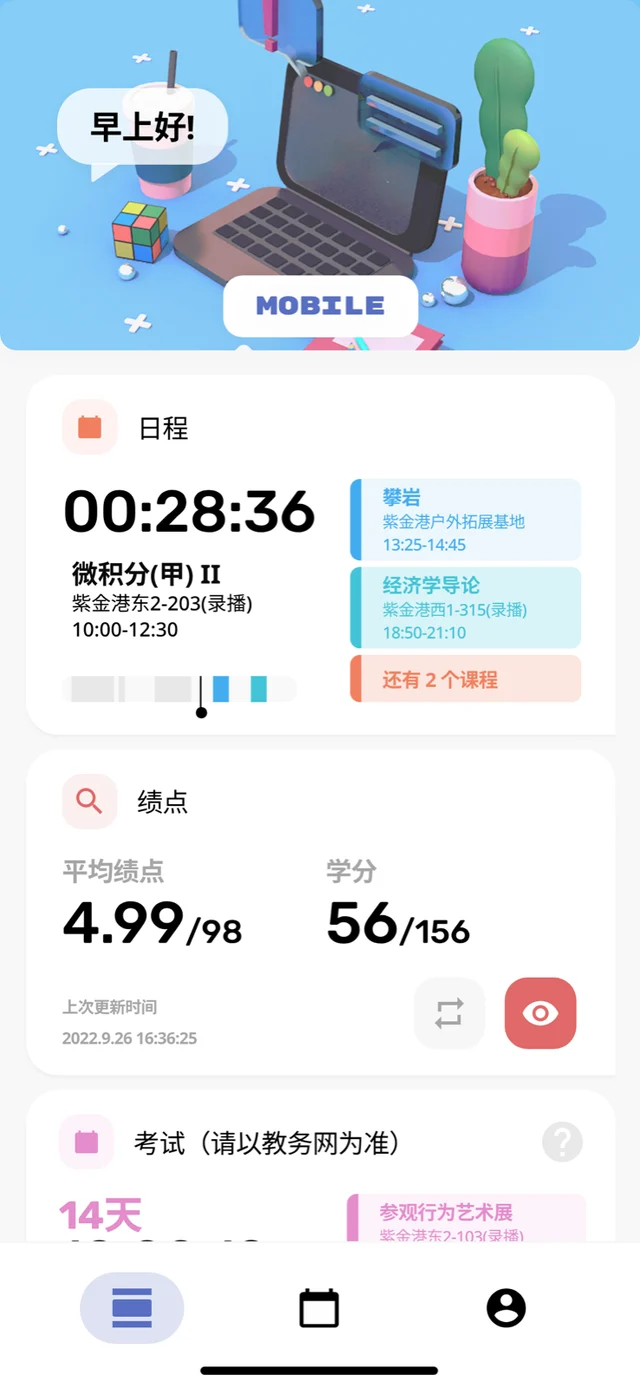 早上好!
MOBILE
日程
00:28:36
微积分(甲) II
紫金港东2-203(录播)
10:00-12:30
攀岩
紫金港户外拓展基地
13:25-14:45
经济学导论
紫金港西1-315(录播)
18:50-21:10
还有 2 个课程
绩点
平均绩点
4.99/98
学分
56/156
上次更新时间
2022.9.26 16:36:25
考试（请以教务网为准）
14天
参观行为艺术展
紫金港东2-103(录播)